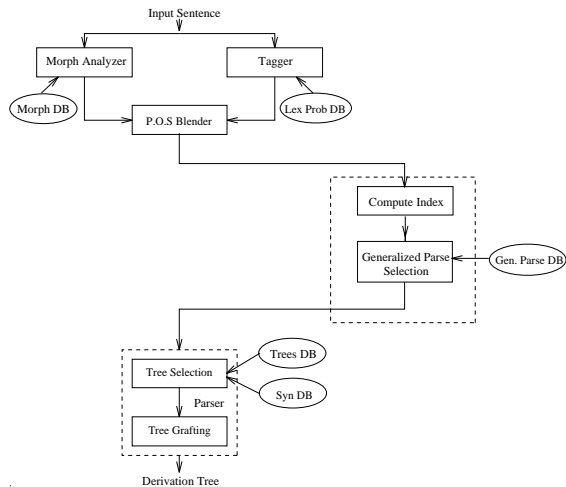 Input Sentence
Morph Analyzer
Tagger
Morph DB
Lex Prob DB
P.O.S Blender
Compute Index
Generalized Parse
Selection
Gen. Parse DB
Trees DB
Tree Selection
Syn DB
Parser
Tree Grafting
Derivation Tree